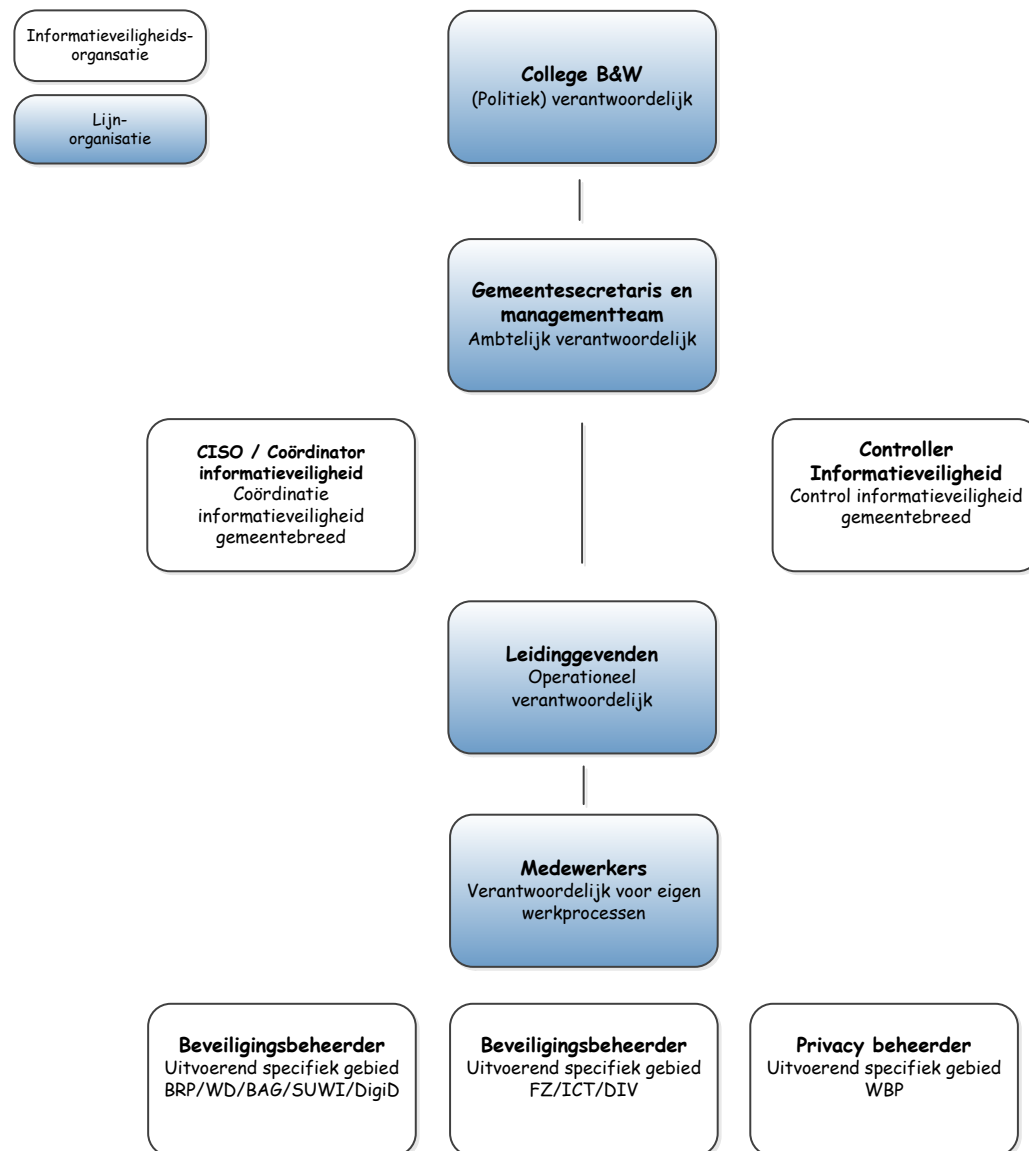 Informatieveiligheids-
organsatie
Lijn-
organisatie
College B&W
(Politiek) verantwoordelijk
Gemeentesecretaris en
managementteam
Ambtelijk verantwoordelijk
CISO / Coördinator
informatieveiligheid
Coördinatie
informatieveiligheid
gemeentebreed
Controller
Informatieveiligheid
Control informatieveiligheid
gemeentebreed
Leidinggevenden
Operationeel
verantwoordelijk
Medewerkers
Verantwoordelijk voor eigen
werkprocessen
Beveiligingsbeheerder
Uitvoerend specifiek gebied
BRP/WD/BAG/SUWI/DigiD
Beveiligingsbeheerder
Uitvoerend specifiek gebied
FZ/ICT/DIV
Privacy beheerder
Uitvoerend specifiek gebied
WBP